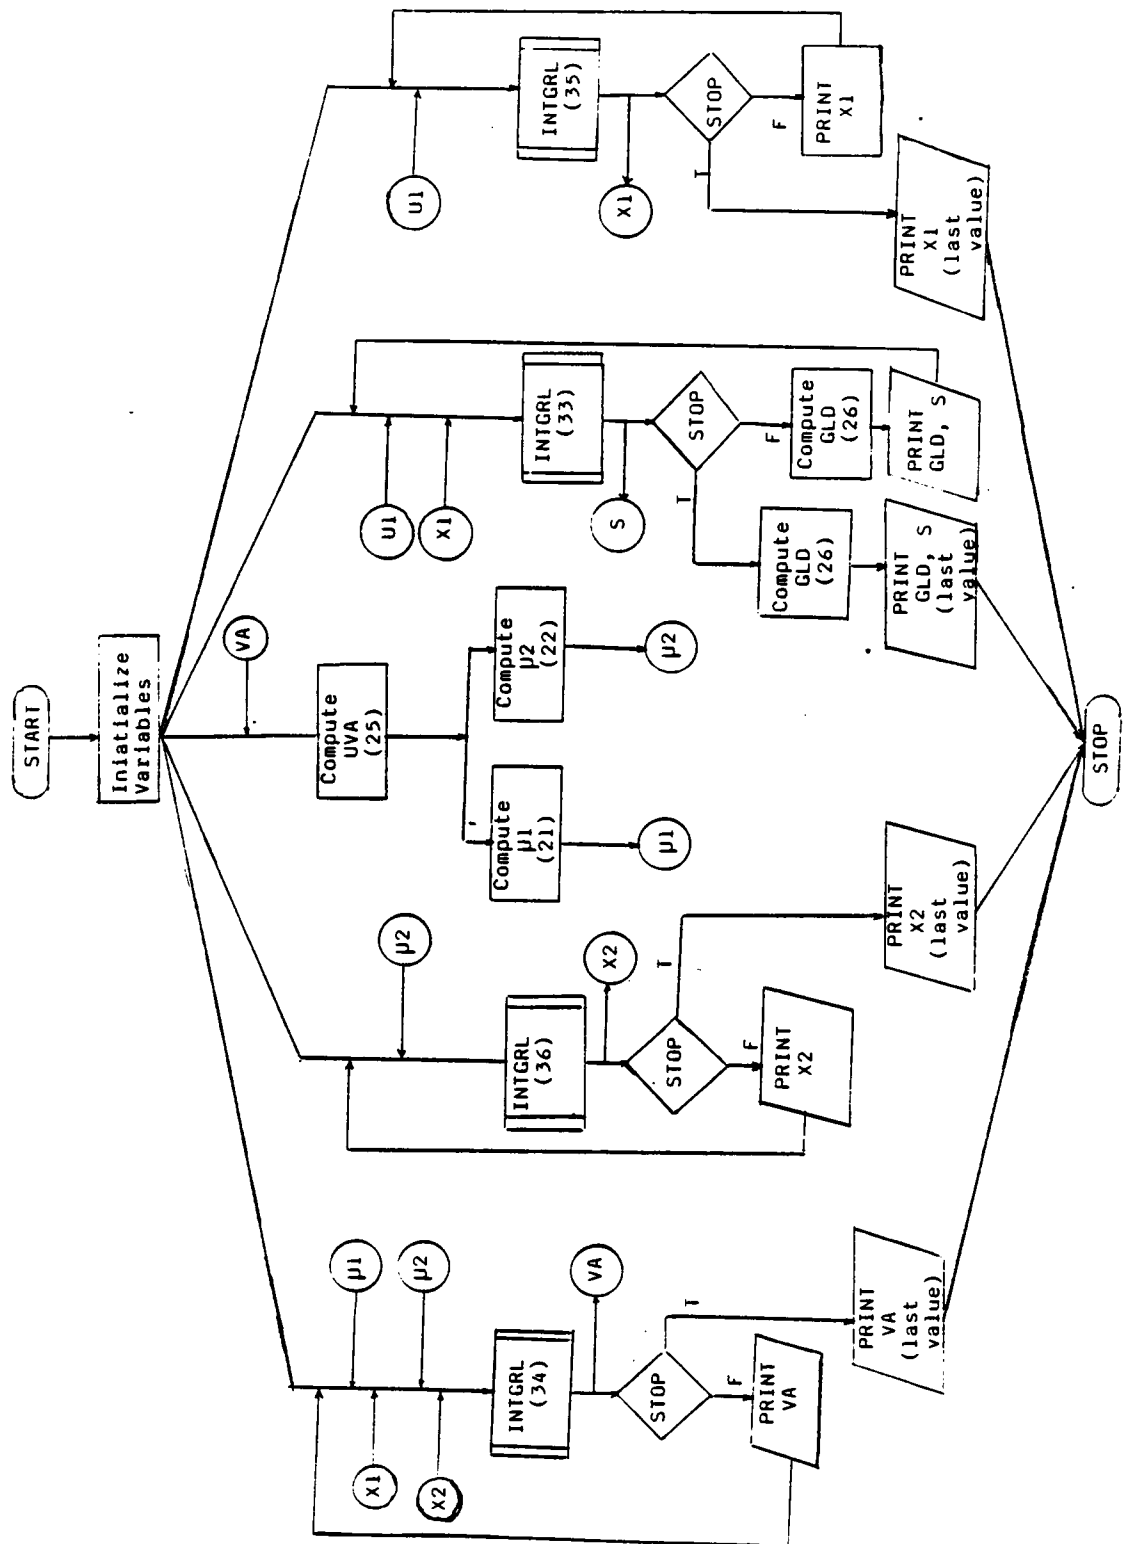 START
Iniatialize
Variables
X1
X2
µ1
µ2
INTGRL
(34)
VA
STOP
T
F
PRINT
VA
PRINT
VA
(last
value)
µ2
INTGRL
(36)
X2
STOP
T
F
PRINT
X2
PRINT
X2
(last
value)
VA
Compute
UVA
(25)
Compute
µ1
(21)
µ1
Compute
µ2
(22)
µ2
U1
X1
INTGRL
(33)
S
STOP
T
F
Compute
GLD
(26)
PRINT
GLD, S
(last
value)
Compute
GLD
(26)
PRINT
GLD, S
U1
INTGRL
(35)
X1
STOP
T
F
PRINT
X1
(last
value)
PRINT
X1
STOP